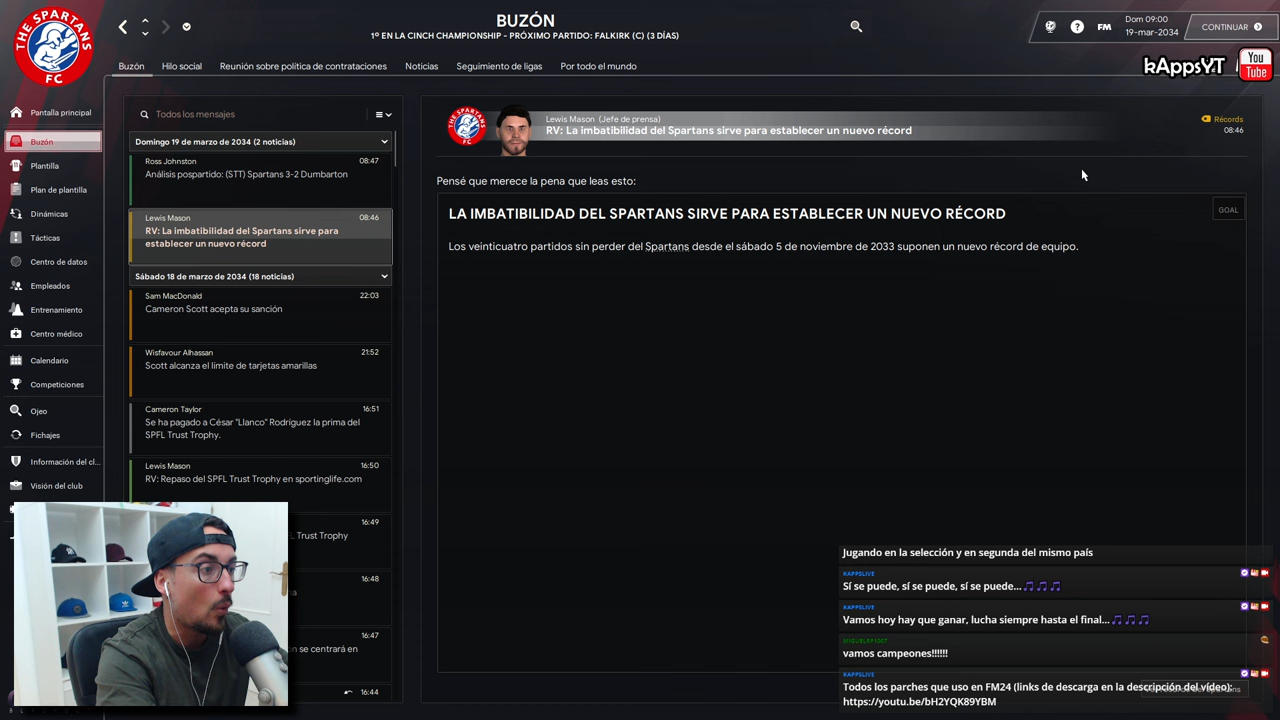 THE SPARTANS
FC
BUZÓN
1º EN LA CINCH CHAMPIONSHIP - PRÓXIMO PARTIDO: FALKIRK (C) (3 DÍAS)
FM
Dom 09:00
19-mar-2034
CONTINUAR
Buzón
Hilo social
Reunión sobre política de contrataciones
Noticias
Seguimiento de ligas
Por todo el mundo
kAppsYT
You
Tube
Pantalla principal
Buzón
Plantilla
Plan de plantilla
Dinámicas
Tácticas
Centro de datos
Empleados
Entrenamiento
Centro médico
Calendario
Competiciones
Ojeo
Fichajes
Información del cl...
Visión del club
Todos los mensajes
Domingo 19 de marzo de 2034 (2 noticias)
Ross Johnston 08:47
Análisis pospartido: (STT) Spartans 3-2 Dumbarton
Lewis Mason 08:46
RV: La imbatibilidad del Spartans sirve para
establecer un nuevo récord
Sábado 18 de marzo de 2034 (18 noticias)
Sam MacDonald 22:03
Cameron Scott acepta su sanción
Wisfavour Alhassan 21:52
Scott alcanza el límite de tarjetas amarillas
Cameron Taylor 16:51
Se ha pagado a César "Llanco" Rodríguez la prima del
SPFL Trust Trophy.
Lewis Mason 16:50
RV: Repaso del SPFL Trust Trophy en sportinglife.com
16:49
Trust Trophy
16:48
16:47
se centrará en
16:44
Lewis Mason (Jefe de prensa)
RV: La imbatibilidad del Spartans sirve para establecer un nuevo récord
Récords
08:46
Pensé que merece la pena que leas esto:
LA IMBATIBILIDAD DEL SPARTANS SIRVE PARA ESTABLECER UN NUEVO RÉCORD
GOAL
Los veinticuatro partidos sin perder del Spartans desde el sábado 5 de noviembre de 2033 suponen un nuevo récord de equipo.
Jugando en la selección y en segunda del mismo país
KAPPSLIVE
Sí se puede, sí se puede, sí se puede...🎵🎵🎵
KAPPSLIVE
Vamos hoy hay que ganar, lucha siempre hasta el final...🎵🎵🎵
vamos campeones!!!!!!
KAPPSLIVE
Todos los parches que uso en FM24 (links de descarga en la descripción del vídeo):
https://youtu.be/bH2YQK89YBM